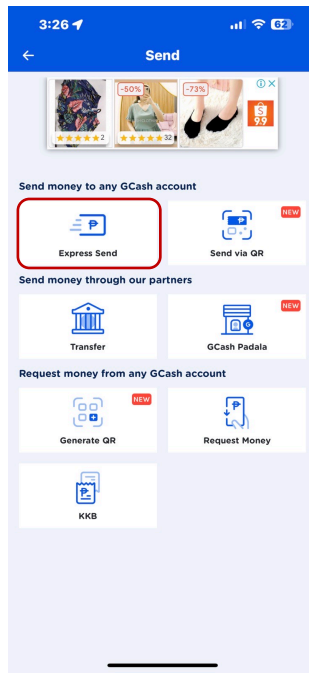 3:26
62
Send
-50%
-73%
2
32
S
9.9
Send money to any GCash account
NEW
Express Send
Send via QR
Send money through our partners
NEW
Transfer
GCash Padala
Request money from any GCash account
NEW
Generate QR
Request Money
KKB